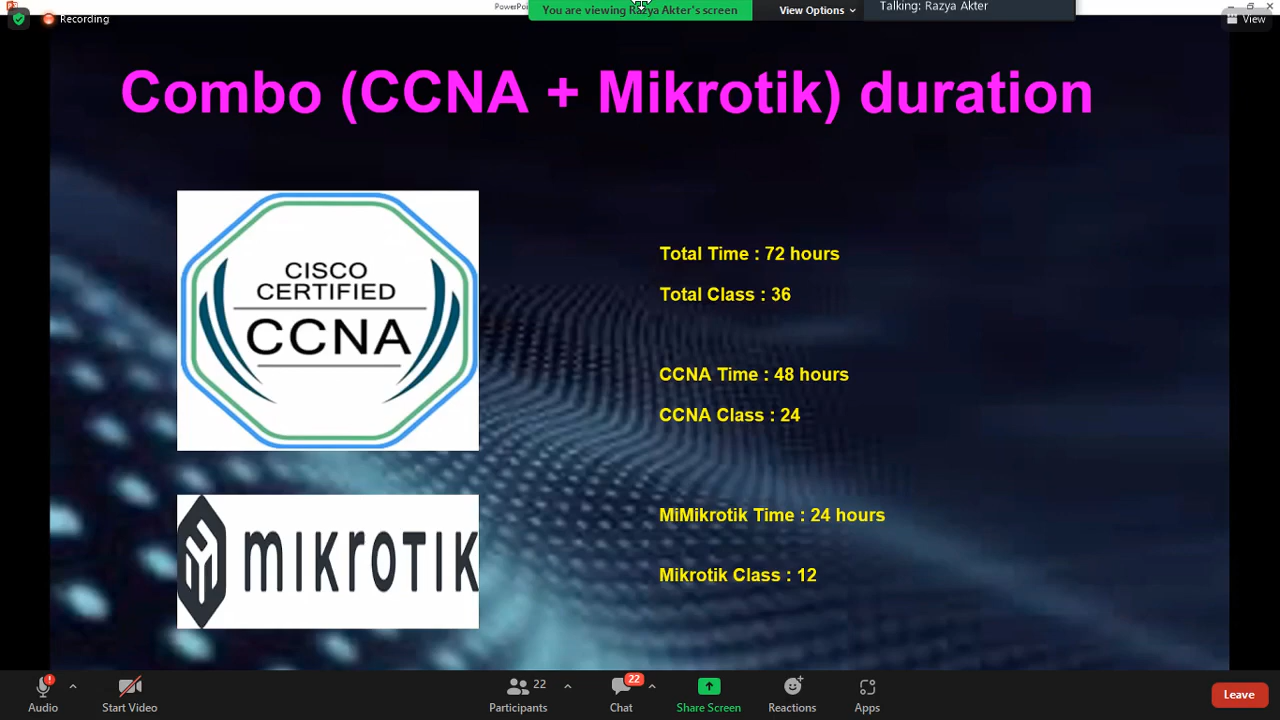 PowerPoi
You are viewing Razya Akter's screen
View Options
Talking: Razya Akter
Recording
View
Combo (CCNA + Mikrotik) duration
CISCO
CERTIFIED
CCNA
Total Time : 72 hours
Total Class : 36
CCNA Time : 48 hours
CCNA Class : 24
MiMikrotik Time : 24 hours
Mikrotik Class : 12
mikrotik
Audio
Start Video
22
Participants
22
Chat
Share Screen
Reactions
Apps
Leave